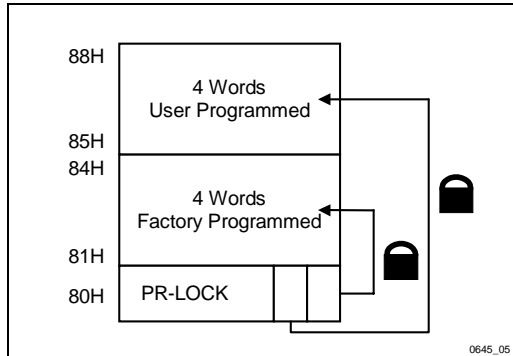 88H
4 Words
User Programmed
85H
84H
4 Words
Factory Programmed
81H
80H
PR-LOCK
0645_05